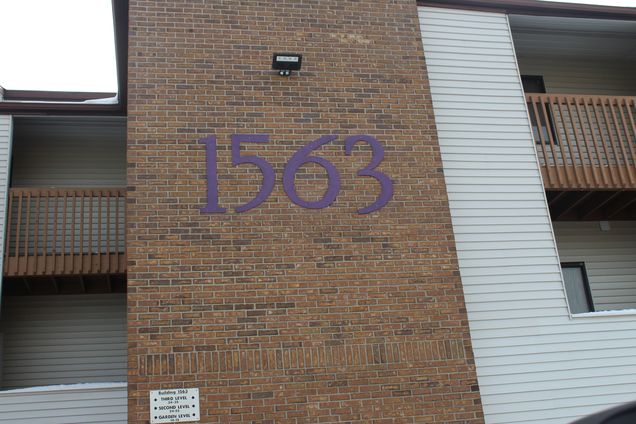 1563
Building 1563
THIRD LEVEL
SECOND LEVEL
GARDEN LEVEL